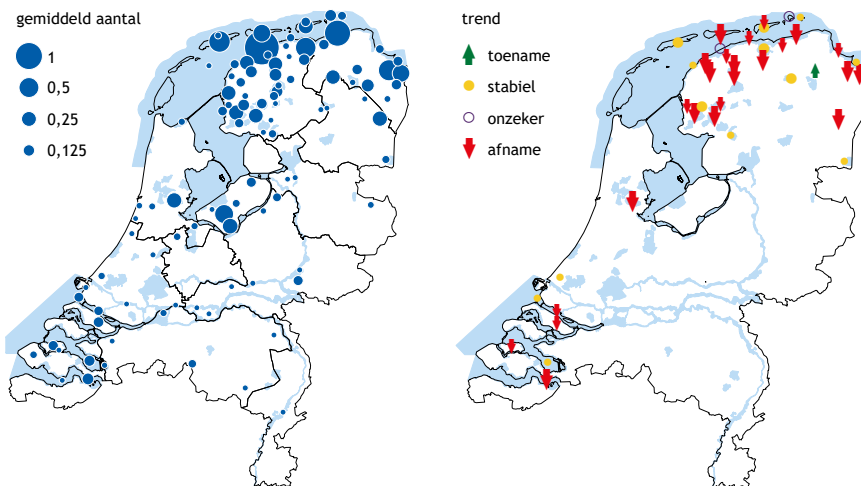 gemiddeld aantal
1
0,5
0,25
0,125
trend
toename
stabiel
onzeker
afname